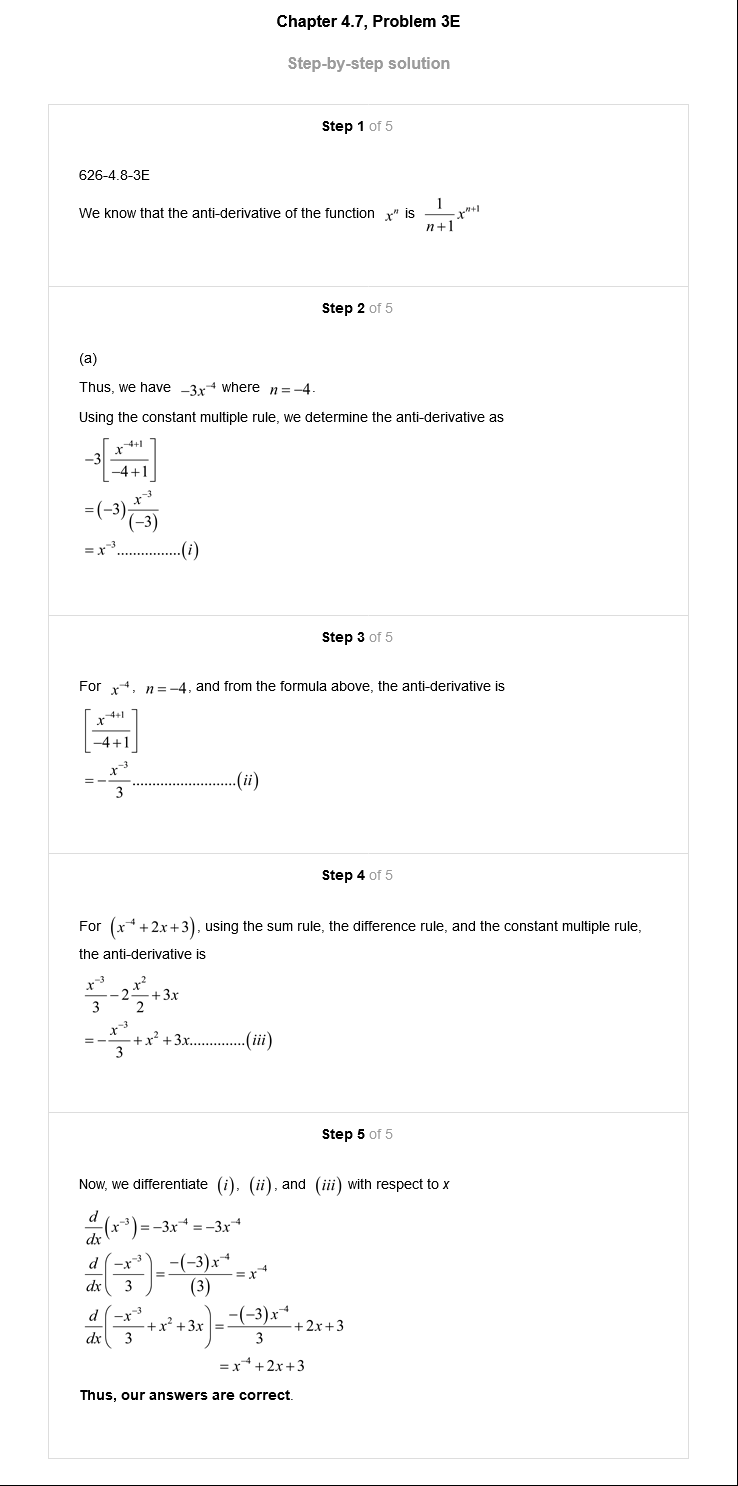 Chapter 4.7, Problem 3E
Step-by-step solution
Step 1 of 5
626-4.8-3E
We know that the anti-derivative of the function $x^n$ is $\frac{1}{n+1}x^{n+1}$
Step 2 of 5
(a)
Thus, we have $-3x^{-4}$ where $n=-4$.
Using the constant multiple rule, we determine the anti-derivative as
$-3\left[\frac{x^{-4+1}}{-4+1}\right]$
$=(-3)\frac{x^{-3}}{(-3)}$
$=x^{-3}$................$(i)$
Step 3 of 5
For $x^{-4}$, $n=-4$, and from the formula above, the anti-derivative is
$\left[\frac{x^{-4+1}}{-4+1}\right]$
$=-\frac{x^{-3}}{3}$..........................$(ii)$
Step 4 of 5
For $(x^{-4}+2x+3)$, using the sum rule, the difference rule, and the constant multiple rule,
the anti-derivative is
$\frac{x^{-3}}{3}-2\frac{x^2}{2}+3x$
$=-\frac{x^{-3}}{3}+x^2+3x$..............$(iii)$
Step 5 of 5
Now, we differentiate $(i)$, $(ii)$, and $(iii)$ with respect to x
$\frac{d}{dx}(x^{-3})=-3x^{-4}=-3x^{-4}$
$\frac{d}{dx}\left(\frac{-x^{-3}}{3}\right)=\frac{-(-3)x^{-4}}{(3)}=x^{-4}$
$\frac{d}{dx}\left(\frac{-x^{-3}}{3}+x^2+3x\right)=\frac{-(-3)x^{-4}}{3}+2x+3$
$=x^{-4}+2x+3$
Thus, our answers are correct.